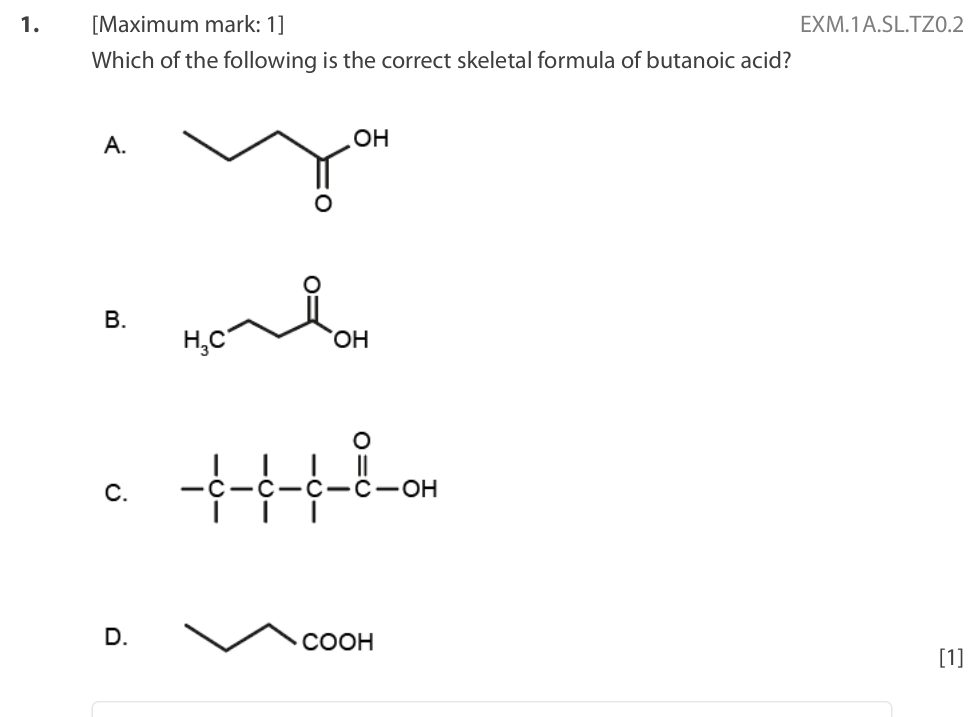 1. [Maximum mark: 1] EXM.1A.SL.TZ0.2
Which of the following is the correct skeletal formula of butanoic acid?
A. OH
O
O
B. H₃C OH
O
C. –C–C–C–C–OH
D. COOH
[1]